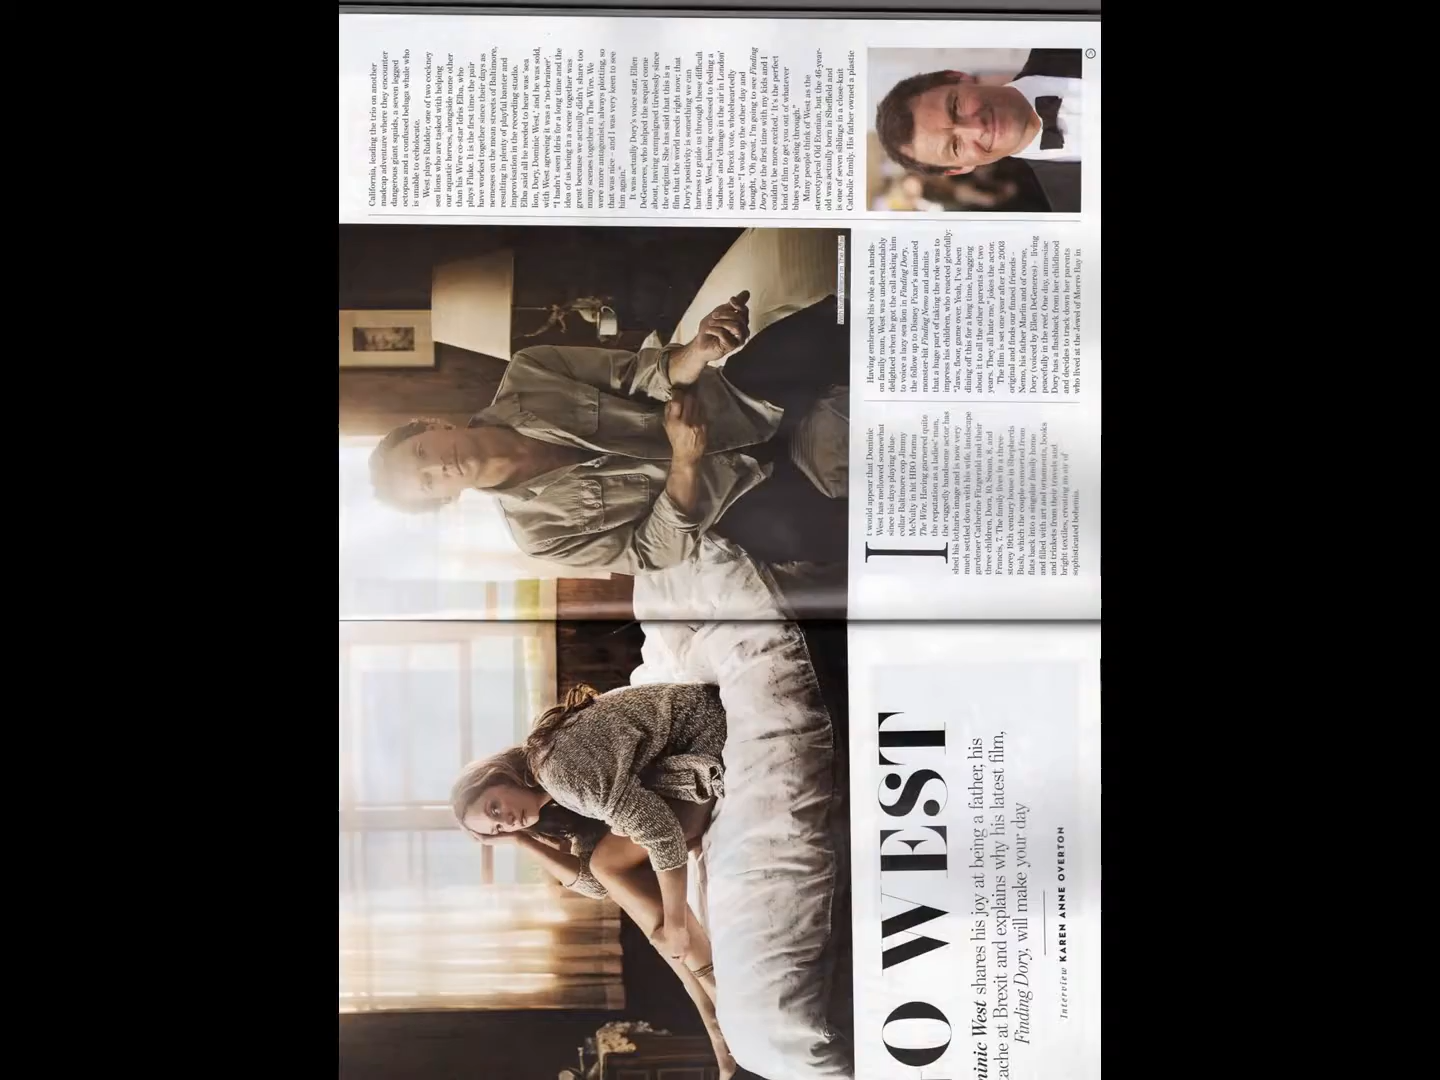 O WEST
minic West shares his joy at being a father, his
ache at Brexit and explains why his latest film,
Finding Dory, will make your day
Interview KAREN ANNE OVERTON
It would appear that Dominic
West has mellowed somewhat
since his days playing blue-
collar Baltimore cop Jimmy
McNulty in hit HBO drama
The Wire. Having garnered quite
the reputation as a ladies' man,
the ruggedly handsome actor has
shed his lothario image and is now very
much settled down with his wife, landscape
gardener Catherine Fitzgerald and their
three children, Dora, 10, Senan, 8, and
Francis, 7. The family lives in a three-
storey 19th century house in Shepherds
Bush, which the couple converted from
flats back into a singular family home
and filled with art and ornaments, books
and trinkets from their travels and
bright textiles, creating an air of
sophisticated bohemia.
Having embraced his role as a hands-
on family man, West was understandably
delighted when he got the call asking him
to voice a lazy sea lion in Finding Dory,
the follow up to Disney Pixar's animated
monster-hit Finding Nemo and admits
that a huge part of taking the role was to
impress his children, who reacted gleefully:
"Jaws, floor, game over. Yeah, I've been
dining off this for a long time, bragging
about it to all the other parents for two
years. They all hate me," jokes the actor.
The film is set one year after the 2003
original and finds our finned friends –
Nemo, his father Marlin and of course,
Dory (voiced by Ellen DeGeneres) – living
peacefully in the reef. One day, amnesiac
Dory has a flashback from her childhood
and decides to track down her parents
who lived at the Jewel of Morro Bay in
With Ruth Wilson in The Affair
California, leading the trio on another
madcap adventure where they encounter
dangerous giant squids, a seven legged
octopus and a confused beluga whale who
is unable to echolocate.
West plays Rudder, one of two cockney
sea lions who are tasked with helping
our aquatic heroes, alongside none other
than his Wire co-star Idris Elba, who
plays Fluke. It is the first time the pair
have worked together since their days as
nemeses on the mean streets of Baltimore,
resulting in plenty of playful banter and
improvisation in the recording studio.
Elba said all he needed to hear was 'sea
lion, Dory, Dominic West,' and he was sold,
with West agreeing it was a 'no-brainer'.
"I hadn't seen Idris for a long time and the
idea of us being in a scene together was
great because we actually didn't share too
many scenes together in The Wire. We
were more antagonists, always plotting, so
that was nice – and I was very keen to see
him again."
It was actually Dory's voice star, Ellen
DeGeneres, who helped the sequel come
about, having campaigned tirelessly since
the original. She has said that this is a
film that the world needs right now; that
Dory's positivity is something we can
harness to guide us through these difficult
times. West, having confessed to feeling a
'sadness' and 'change in the air in London'
since the Brexit vote, wholeheartedly
agrees: "I woke up the other day and
thought, 'Oh great, I'm going to see Finding
Dory for the first time with my kids and I
couldn't be more excited.' It's the perfect
kind of film to get you out of whatever
blues you're going through."
Many people think of West as the
stereotypical Old Etonian, but the 46-year-
old was actually born in Sheffield and
is one of seven siblings in a close-knit
Catholic family. His father owned a plastic